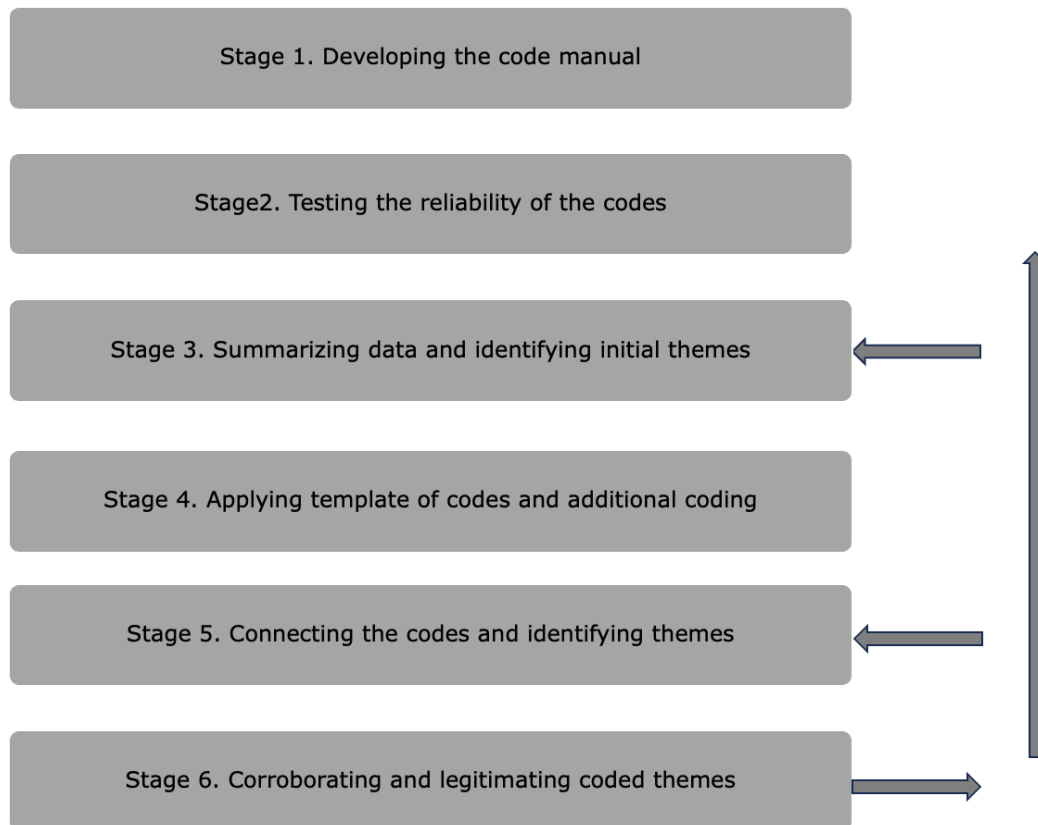 Stage 1. Developing the code manual
Stage2. Testing the reliability of the codes
Stage 3. Summarizing data and identifying initial themes
Stage 4. Applying template of codes and additional coding
Stage 5. Connecting the codes and identifying themes
Stage 6. Corroborating and legitimating coded themes